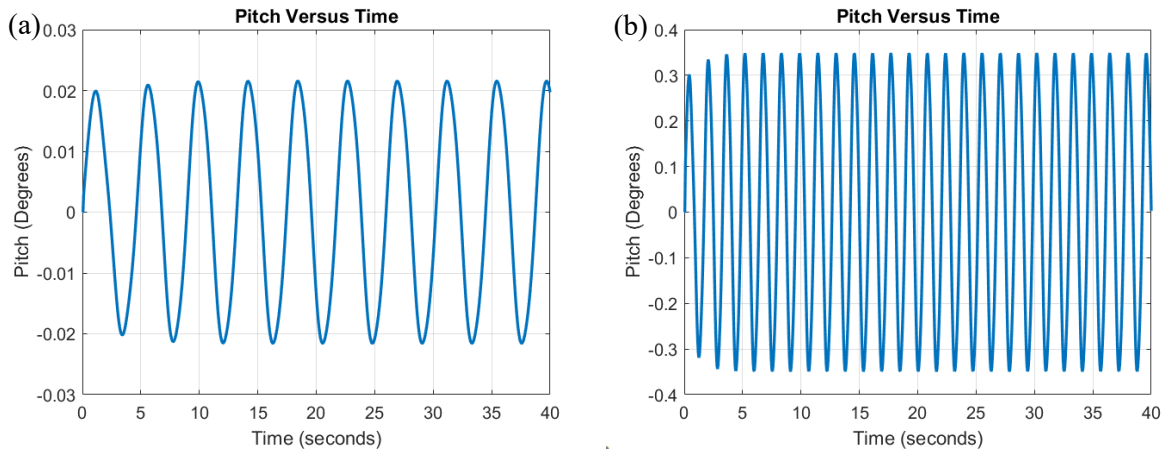 (a)
Pitch Versus Time
0.03
0.02
0.01
0
-0.01
-0.02
-0.03
Pitch (Degrees)
0 5 10 15 20 25 30 35 40
Time (seconds)
(b)
Pitch Versus Time
0.4
0.3
0.2
0.1
0
-0.1
-0.2
-0.3
-0.4
Pitch (Degrees)
0 5 10 15 20 25 30 35 40
Time (seconds)